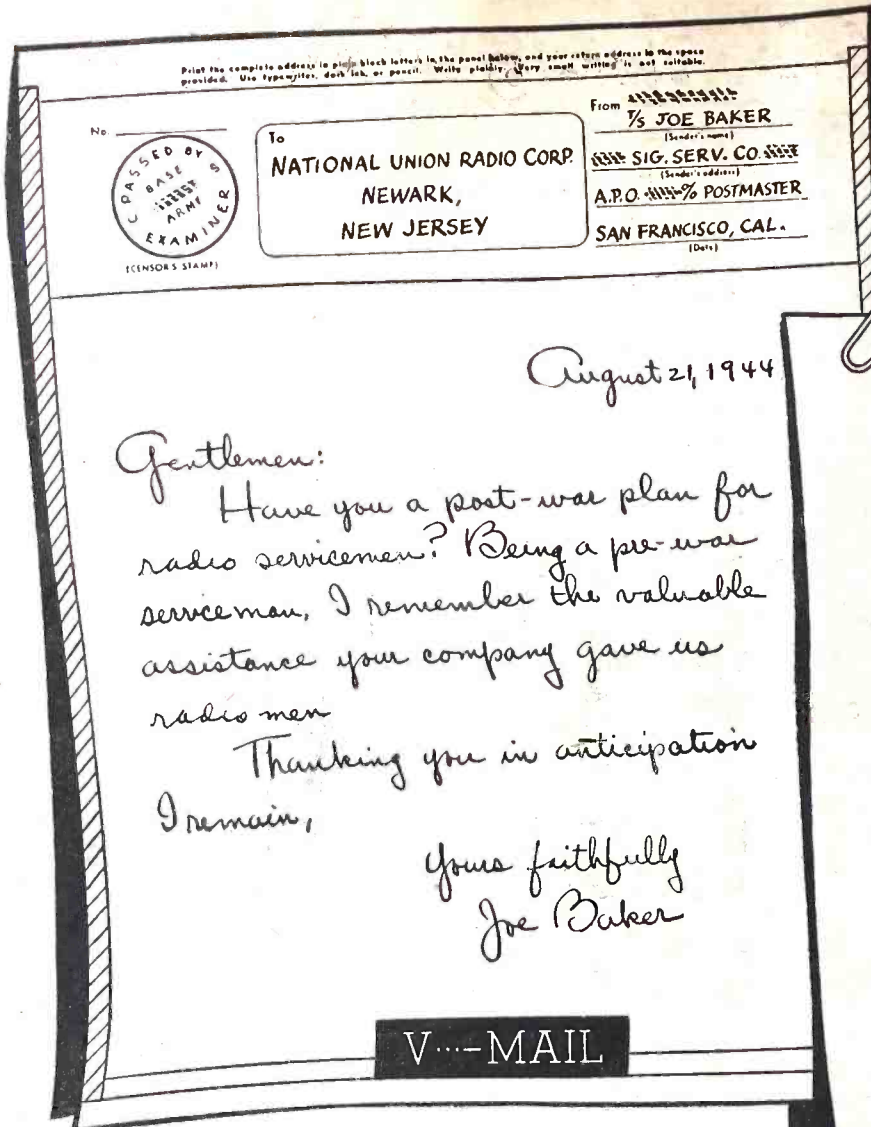 Print the complete address in plain block letters in the panel below, and your return address in the space
provided. Use typewriter, dark ink, or pencil. Write plainly. Very small writing is not suitable.
No.
PASSED BY
BASE
ARMY
EXAMINER
(CENSOR'S STAMP)
To
NATIONAL UNION RADIO CORP.
NEWARK,
NEW JERSEY
From
T/5 JOE BAKER
(Sender's name)
SIG. SERV. CO.
(Sender's address)
A.P.O. % POSTMASTER
SAN FRANCISCO, CAL.
(Date)
August 21, 1944
Gentlemen:
Have you a post-war plan for
radio servicemen? Being a pre-war
serviceman, I remember the valuable
assistance your company gave us
radio men
Thanking you in anticipation
I remain,
Yours faithfully
Joe Baker
V···-MAIL